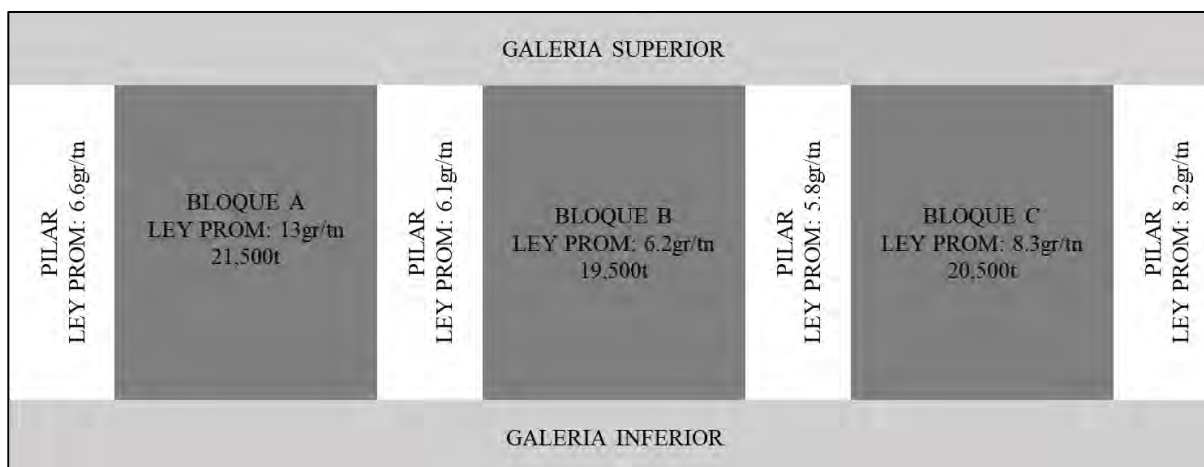 GALERIA SUPERIOR
PILAR
LEY PROM: 6.6gr/tn
BLOQUE A
LEY PROM: 13gr/tn
21,500t
PILAR
LEY PROM: 6.1gr/tn
BLOQUE B
LEY PROM: 6.2gr/tn
19,500t
PILAR
LEY PROM: 5.8gr/tn
BLOQUE C
LEY PROM: 8.3gr/tn
20,500t
PILAR
LEY PROM: 8.2gr/tn
GALERIA INFERIOR